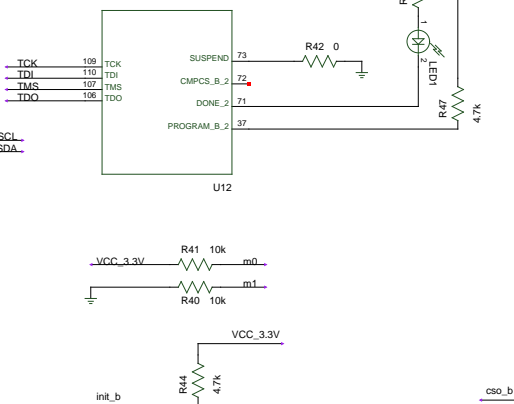 R
1
R42 0
SUSPEND 73
2
LED1
TCK 109 TCK
TDI 110 TDI
TMS 107 TMS
TDO 106 TDO
CMPCS_B_2 72
DONE_2 71
R47
4.7k
PROGRAM_B_2 37
SCL
SDA
U12
R41 10k
VCC_3.3V m0
m1
R40 10k
VCC_3.3V
R44
4.7k
init_b
cso_b